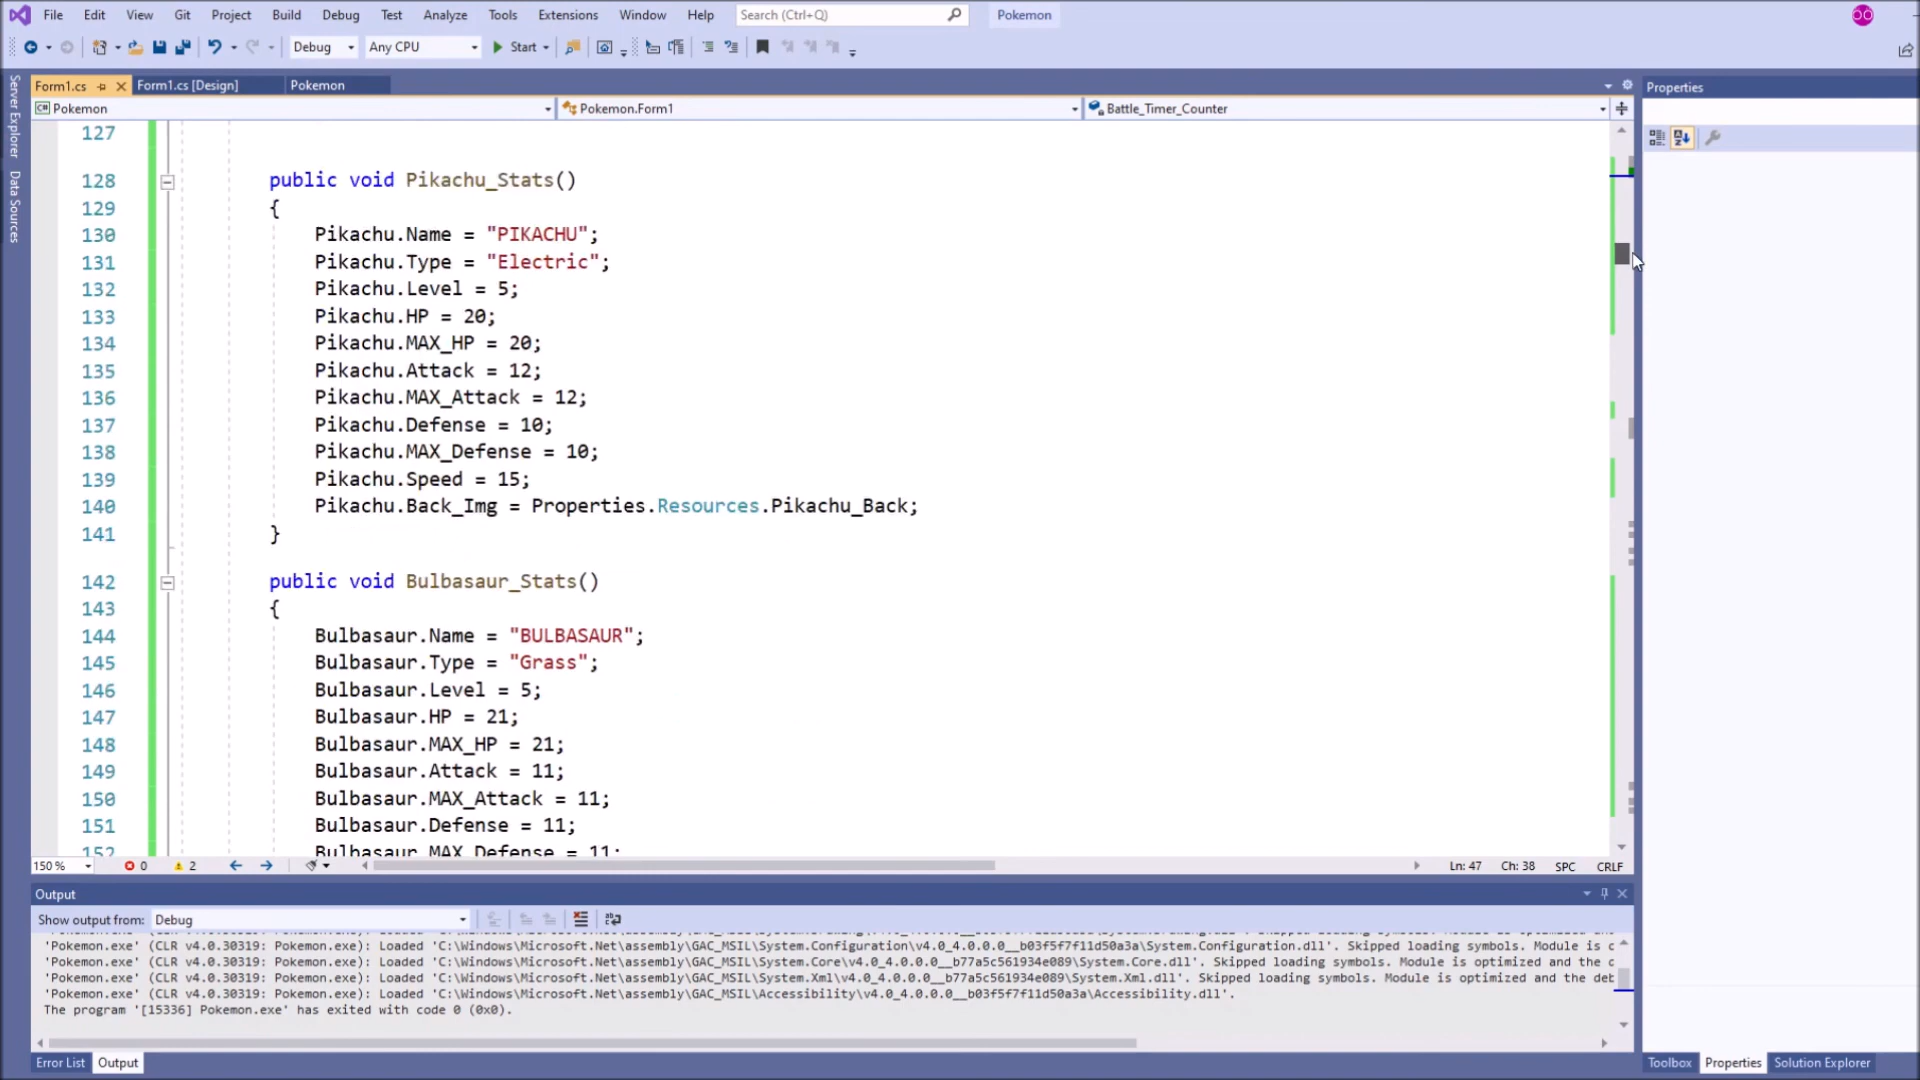 File Edit View Git Project Build Debug Test Analyze Tools Extensions Window Help Search (Ctrl+Q) Pokemon
Debug Any CPU Start
Server Explorer
Data Sources
Form1.cs Form1.cs [Design] Pokemon
Pokemon Pokemon.Form1 Battle_Timer_Counter
127
128 public void Pikachu_Stats()
129 {
130 Pikachu.Name = "PIKACHU";
131 Pikachu.Type = "Electric";
132 Pikachu.Level = 5;
133 Pikachu.HP = 20;
134 Pikachu.MAX_HP = 20;
135 Pikachu.Attack = 12;
136 Pikachu.MAX_Attack = 12;
137 Pikachu.Defense = 10;
138 Pikachu.MAX_Defense = 10;
139 Pikachu.Speed = 15;
140 Pikachu.Back_Img = Properties.Resources.Pikachu_Back;
141 }
142 public void Bulbasaur_Stats()
143 {
144 Bulbasaur.Name = "BULBASAUR";
145 Bulbasaur.Type = "Grass";
146 Bulbasaur.Level = 5;
147 Bulbasaur.HP = 21;
148 Bulbasaur.MAX_HP = 21;
149 Bulbasaur.Attack = 11;
150 Bulbasaur.MAX_Attack = 11;
151 Bulbasaur.Defense = 11;
152 Bulbasaur.MAX_Defense = 11;
150 % 0 2 Ln: 47 Ch: 38 SPC CRLF
Output
Show output from: Debug
'Pokemon.exe' (CLR v4.0.30319: Pokemon.exe): Loaded 'C:\Windows\Microsoft.Net\assembly\GAC_MSIL\System.Configuration\v4.0_4.0.0.0__b03f5f7f11d50a3a\System.Configuration.dll'. Skipped loading symbols. Module is c
'Pokemon.exe' (CLR v4.0.30319: Pokemon.exe): Loaded 'C:\Windows\Microsoft.Net\assembly\GAC_MSIL\System.Core\v4.0_4.0.0.0__b77a5c561934e089\System.Core.dll'. Skipped loading symbols. Module is optimized and the c
'Pokemon.exe' (CLR v4.0.30319: Pokemon.exe): Loaded 'C:\Windows\Microsoft.Net\assembly\GAC_MSIL\System.Xml\v4.0_4.0.0.0__b77a5c561934e089\System.Xml.dll'. Skipped loading symbols. Module is optimized and the deb
'Pokemon.exe' (CLR v4.0.30319: Pokemon.exe): Loaded 'C:\Windows\Microsoft.Net\assembly\GAC_MSIL\Accessibility\v4.0_4.0.0.0__b03f5f7f11d50a3a\Accessibility.dll'.
The program '[15336] Pokemon.exe' has exited with code 0 (0x0).
Error List Output
Properties
Toolbox Properties Solution Explorer